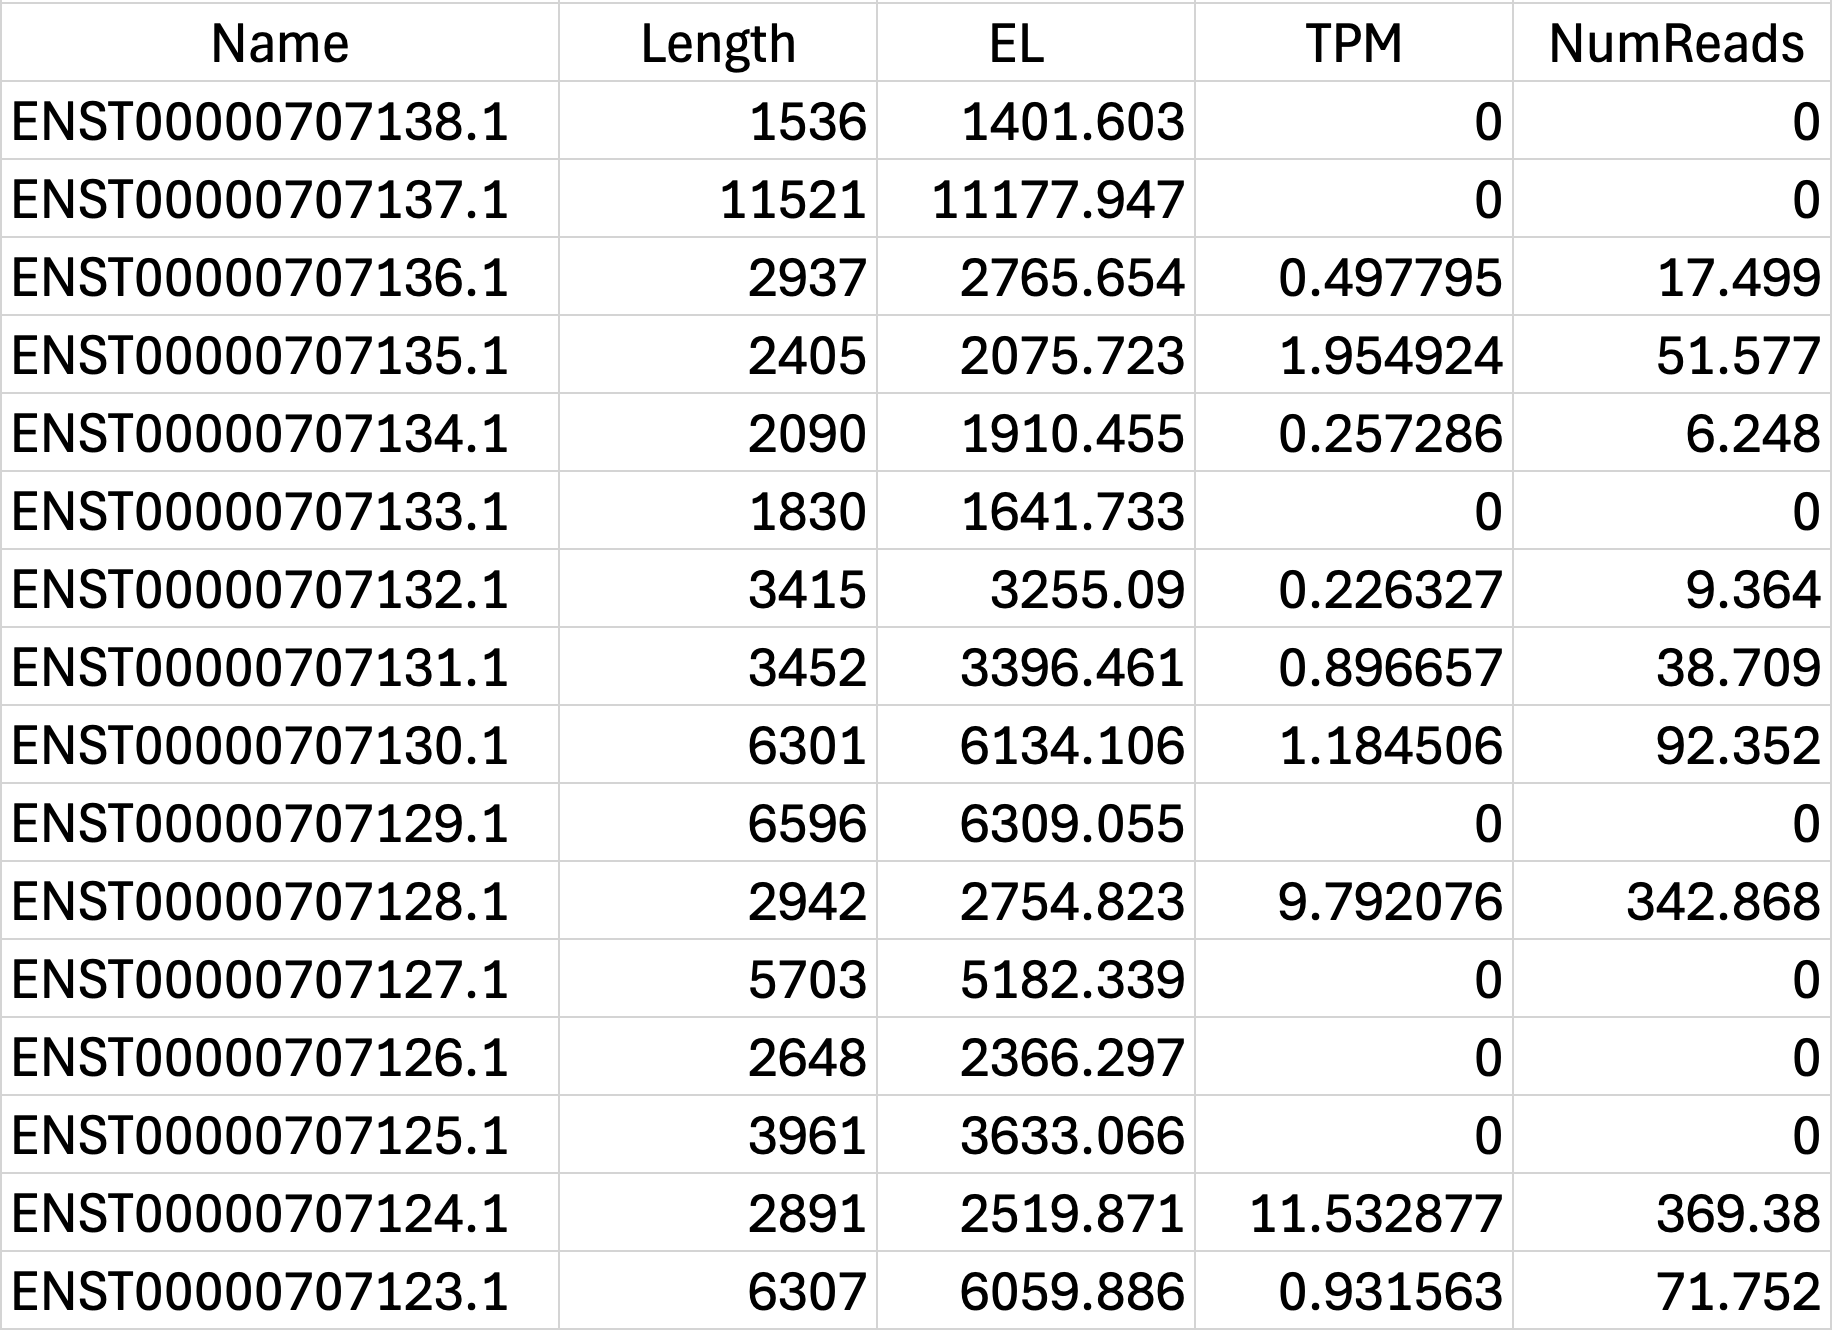 Name Length EL TPM NumReads
ENST00000707138.1 1536 1401.603 0 0
ENST00000707137.1 11521 11177.947 0 0
ENST00000707136.1 2937 2765.654 0.497795 17.499
ENST00000707135.1 2405 2075.723 1.954924 51.577
ENST00000707134.1 2090 1910.455 0.257286 6.248
ENST00000707133.1 1830 1641.733 0 0
ENST00000707132.1 3415 3255.09 0.226327 9.364
ENST00000707131.1 3452 3396.461 0.896657 38.709
ENST00000707130.1 6301 6134.106 1.184506 92.352
ENST00000707129.1 6596 6309.055 0 0
ENST00000707128.1 2942 2754.823 9.792076 342.868
ENST00000707127.1 5703 5182.339 0 0
ENST00000707126.1 2648 2366.297 0 0
ENST00000707125.1 3961 3633.066 0 0
ENST00000707124.1 2891 2519.871 11.532877 369.38
ENST00000707123.1 6307 6059.886 0.931563 71.752